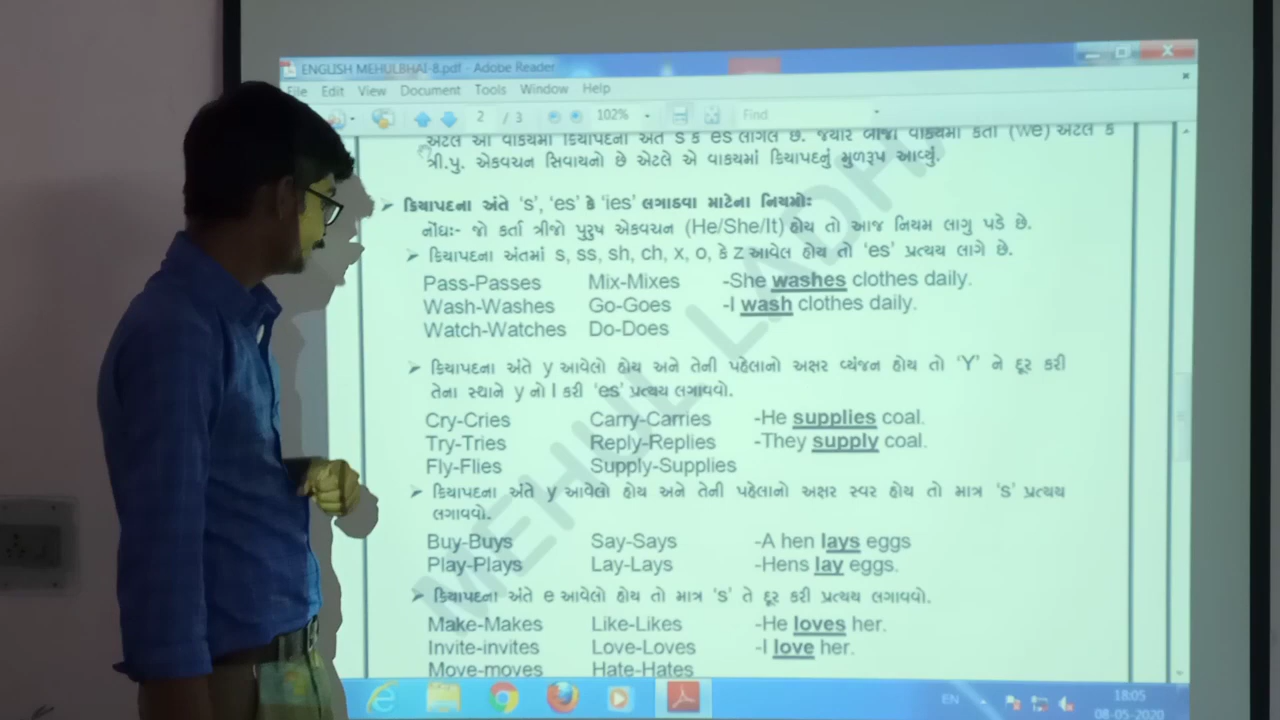 ENGLISH MEHULBHAI-8.pdf - Adobe Reader
File Edit View Document Tools Window Help
2 / 3 102% Find
એટલે આ વાક્યમાં ક્રિયાપદના અંતે s કે es લાગેલ છે. જ્યારે બીજા વાક્યમાં કર્તા (we) એટલે કે
ત્રી.પુ. એકવચન સિવાયનો છે એટલે એ વાક્યમાં ક્રિયાપદનું મુળરૂપ આવ્યું.
➢ ક્રિયાપદના અંતે 's', 'es' કે 'ies' લગાડવા માટેના નિયમો:
નોંધઃ- જો કર્તા ત્રીજો પુરુષ એકવચન (He/She/It) હોય તો આજ નિયમ લાગુ પડે છે.
➢ ક્રિયાપદના અંતમાં s, ss, sh, ch, x, o, કે z આવેલ હોય તો 'es' પ્રત્યય લાગે છે.
Pass-Passes Mix-Mixes -She washes clothes daily.
Wash-Washes Go-Goes -I wash clothes daily.
Watch-Watches Do-Does
➢ ક્રિયાપદના અંતે y આવેલો હોય અને તેની પહેલાનો અક્ષર વ્યંજન હોય તો 'Y' ને દૂર કરી
તેના સ્થાને y નો I કરી 'es' પ્રત્યય લગાવવો.
Cry-Cries Carry-Carries -He supplies coal.
Try-Tries Reply-Replies -They supply coal.
Fly-Flies Supply-Supplies
➢ ક્રિયાપદના અંતે y આવેલો હોય અને તેની પહેલાનો અક્ષર સ્વર હોય તો માત્ર 's' પ્રત્યય
લગાવવો.
Buy-Buys Say-Says -A hen lays eggs
Play-Plays Lay-Lays -Hens lay eggs.
➢ ક્રિયાપદના અંતે e આવેલો હોય તો માત્ર 's' તે દૂર કરી પ્રત્યય લગાવવો.
Make-Makes Like-Likes -He loves her.
Invite-invites Love-Loves -I love her.
Move-moves Hate-Hates
MEHUL LADH
EN 18:05
08-05-2020